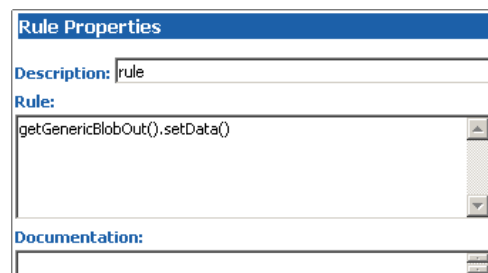 Rule Properties
Description: rule
Rule:
getGenericBlobOut().setData()
Documentation: